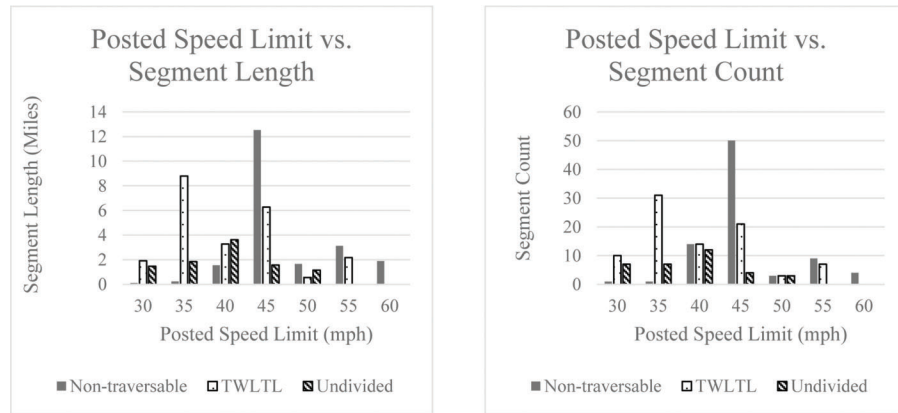 Posted Speed Limit vs.
Segment Length
Segment Length (Miles)
14
12
10
8
6
4
2
0
30 35 40 45 50 55 60
Posted Speed Limit (mph)
Non-traversable TWLTL Undivided
Posted Speed Limit vs.
Segment Count
Segment Count
60
50
40
30
20
10
0
30 35 40 45 50 55 60
Posted Speed Limit (mph)
Non-traversable TWLTL Undivided